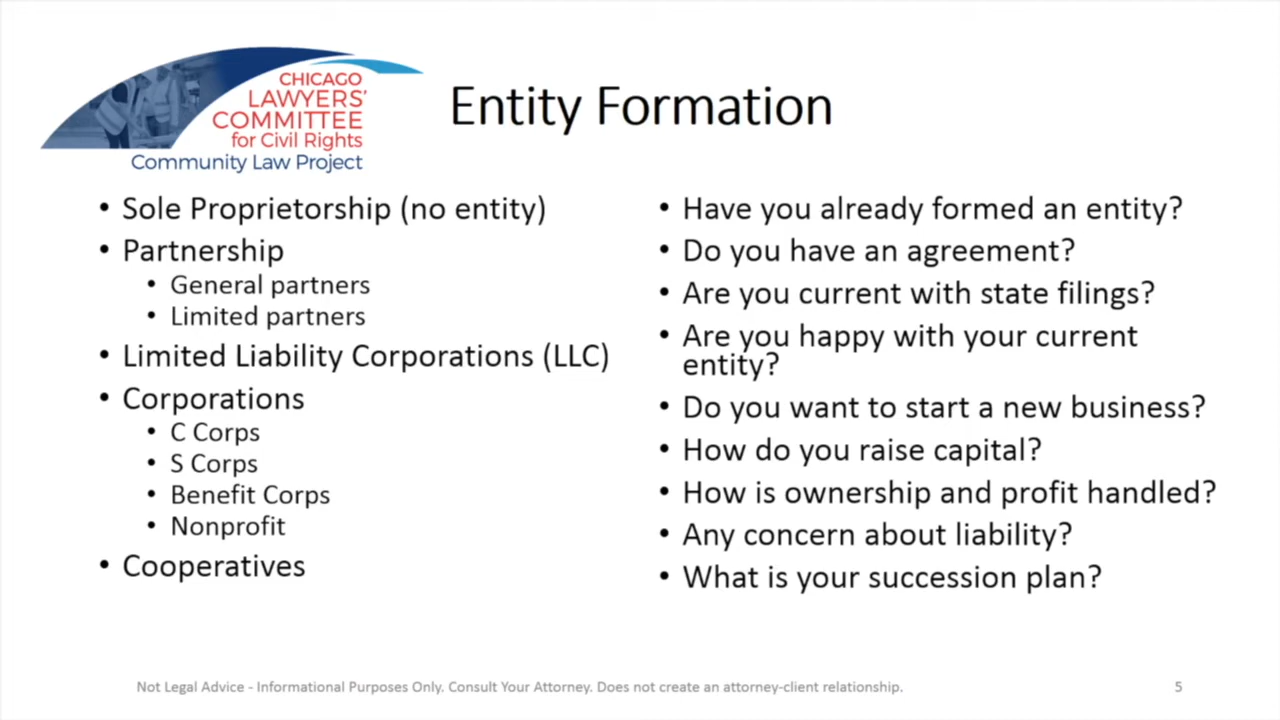 CHICAGO
LAWYERS'
COMMITTEE
for Civil Rights
Community Law Project
Entity Formation
• Sole Proprietorship (no entity)
• Partnership
• General partners
• Limited partners
• Limited Liability Corporations (LLC)
• Corporations
• C Corps
• S Corps
• Benefit Corps
• Nonprofit
• Cooperatives
• Have you already formed an entity?
• Do you have an agreement?
• Are you current with state filings?
• Are you happy with your current
entity?
• Do you want to start a new business?
• How do you raise capital?
• How is ownership and profit handled?
• Any concern about liability?
• What is your succession plan?
Not Legal Advice - Informational Purposes Only. Consult Your Attorney. Does not create an attorney-client relationship.
5